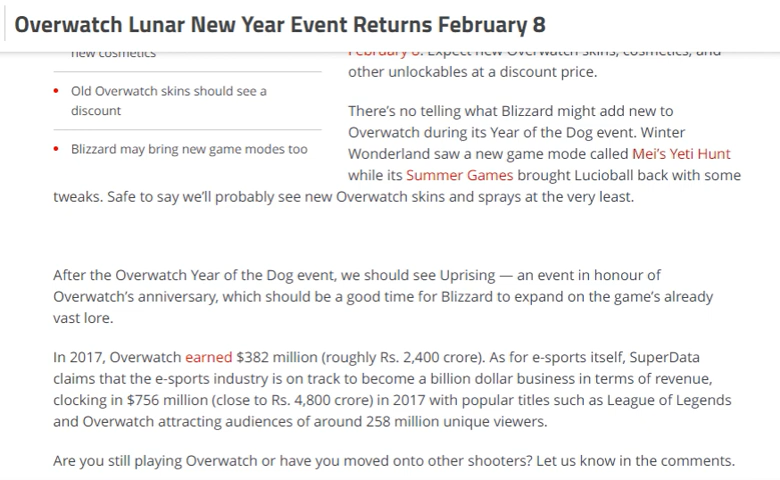 Overwatch Lunar New Year Event Returns February 8
new cosmetics
Old Overwatch skins should see a
discount
Blizzard may bring new game modes too
February 8. Expect new Overwatch skins, cosmetics, and
other unlockables at a discount price.
There's no telling what Blizzard might add new to
Overwatch during its Year of the Dog event. Winter
Wonderland saw a new game mode called Mei's Yeti Hunt
while its Summer Games brought Lucioball back with some
tweaks. Safe to say we'll probably see new Overwatch skins and sprays at the very least.
After the Overwatch Year of the Dog event, we should see Uprising — an event in honour of
Overwatch's anniversary, which should be a good time for Blizzard to expand on the game's already
vast lore.
In 2017, Overwatch earned $382 million (roughly Rs. 2,400 crore). As for e-sports itself, SuperData
claims that the e-sports industry is on track to become a billion dollar business in terms of revenue,
clocking in $756 million (close to Rs. 4,800 crore) in 2017 with popular titles such as League of Legends
and Overwatch attracting audiences of around 258 million unique viewers.
Are you still playing Overwatch or have you moved onto other shooters? Let us know in the comments.